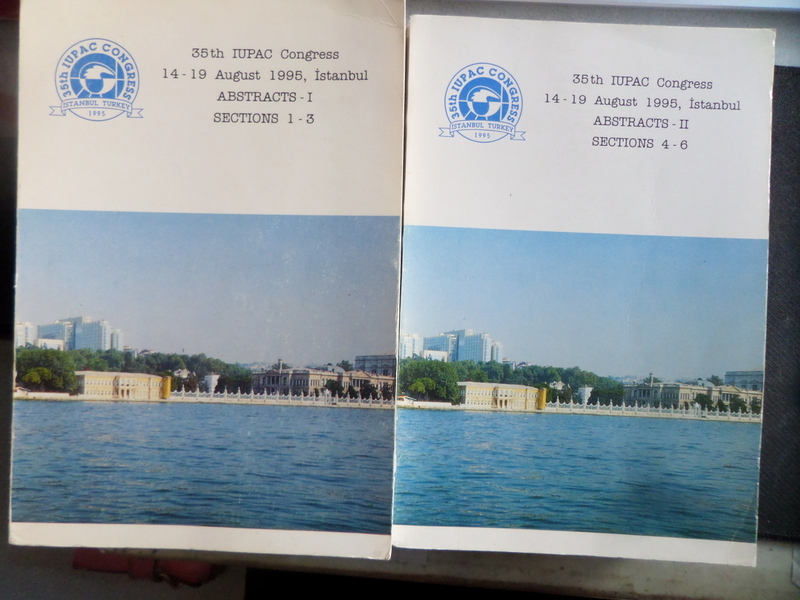 35th IUPAC CONGRESS
ISTANBUL TURKEY
1995
35th IUPAC Congress
14-19 August 1995, İstanbul
ABSTRACTS-I
SECTIONS 1-3
35th IUPAC CONGRESS
ISTANBUL TURKEY
1995
35th IUPAC Congress
14-19 August 1995, İstanbul
ABSTRACTS-II
SECTIONS 4-6